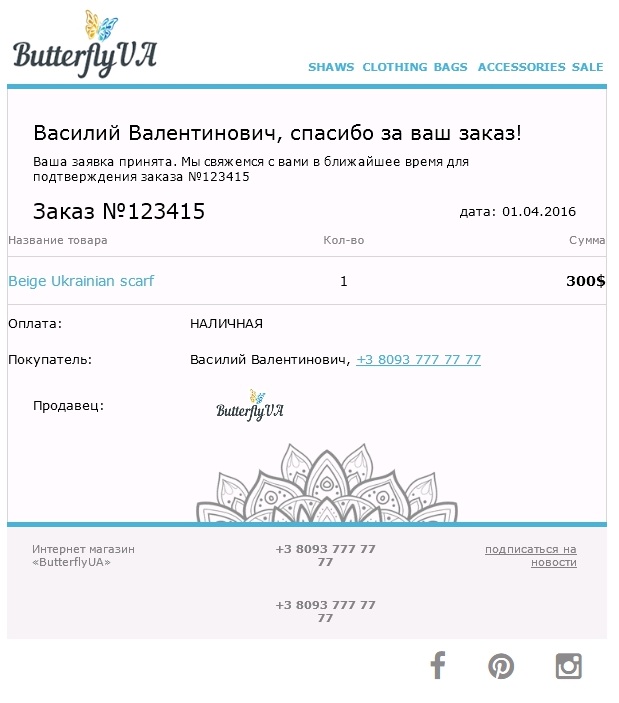 ButterflyUA
SHAWS CLOTHING BAGS ACCESSORIES SALE
Василий Валентинович, спасибо за ваш заказ!
Ваша заявка принята. Мы свяжемся с вами в ближайшее время для
подтверждения заказа №123415
Заказ №123415 дата: 01.04.2016
Название товара Кол-во Сумма
Beige Ukrainian scarf 1 300$
Оплата: НАЛИЧНАЯ
Покупатель: Василий Валентинович, +3 8093 777 77 77
Продавец: ButterflyUA
Интернет магазин +3 8093 777 77 подписаться на
«ButterflyUA» 77 новости
+3 8093 777 77
77